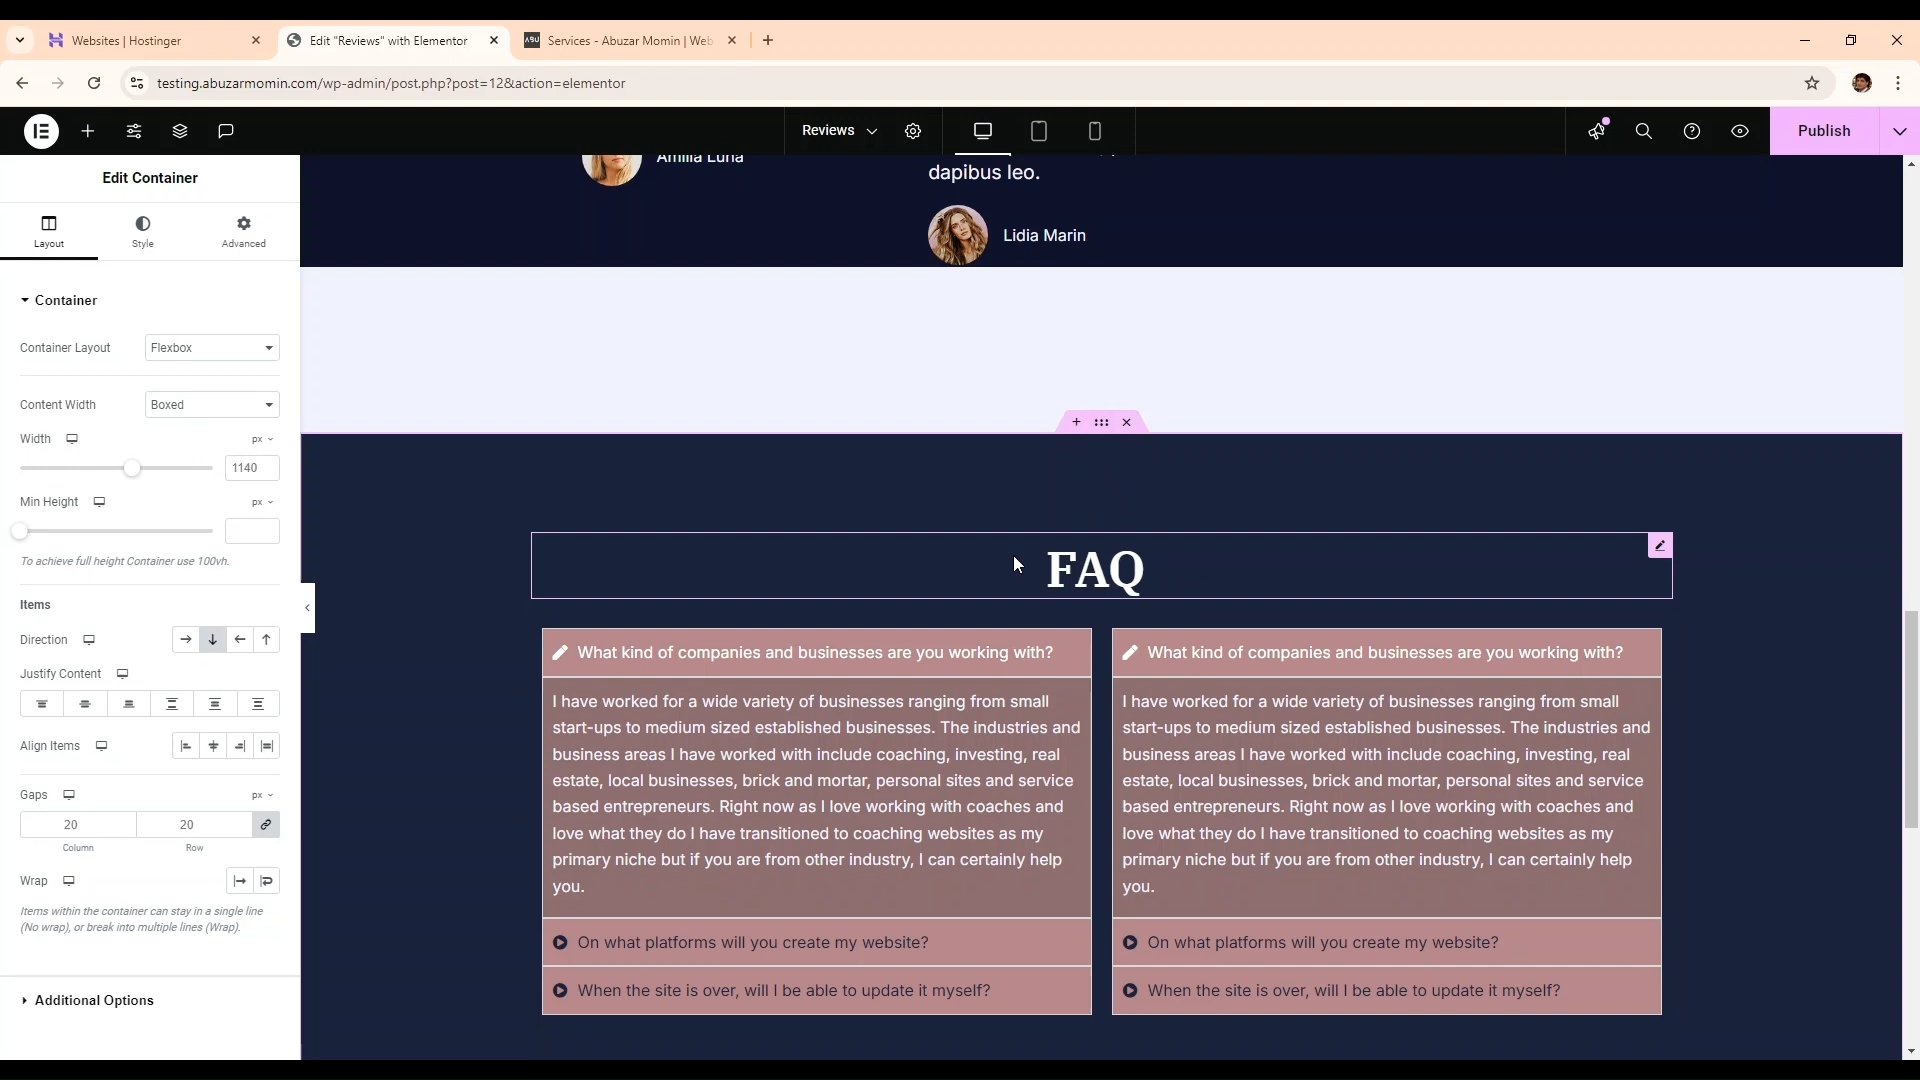 Websites | Hostinger
Edit "Reviews" with Elementor
ABU
Services - Abuzar Momin | Web
testing.abuzarmomin.com/wp-admin/post.php?post=12&action=elementor
Reviews
Publish
Edit Container
Layout
Style
Advanced
Container
Container Layout
Flexbox
Content Width
Boxed
Width
px
1140
Min Height
px
To achieve full height Container use 100vh.
Items
Direction
Justify Content
Align Items
Gaps
px
20
20
Column
Row
Wrap
Items within the container can stay in a single line
(No wrap), or break into multiple lines (Wrap).
Additional Options
Amilia Luna
dapibus leo.
Lidia Marin
FAQ
What kind of companies and businesses are you working with?
I have worked for a wide variety of businesses ranging from small
start-ups to medium sized established businesses. The industries and
business areas I have worked with include coaching, investing, real
estate, local businesses, brick and mortar, personal sites and service
based entrepreneurs. Right now as I love working with coaches and
love what they do I have transitioned to coaching websites as my
primary niche but if you are from other industry, I can certainly help
you.
On what platforms will you create my website?
When the site is over, will I be able to update it myself?
What kind of companies and businesses are you working with?
I have worked for a wide variety of businesses ranging from small
start-ups to medium sized established businesses. The industries and
business areas I have worked with include coaching, investing, real
estate, local businesses, brick and mortar, personal sites and service
based entrepreneurs. Right now as I love working with coaches and
love what they do I have transitioned to coaching websites as my
primary niche but if you are from other industry, I can certainly help
you.
On what platforms will you create my website?
When the site is over, will I be able to update it myself?